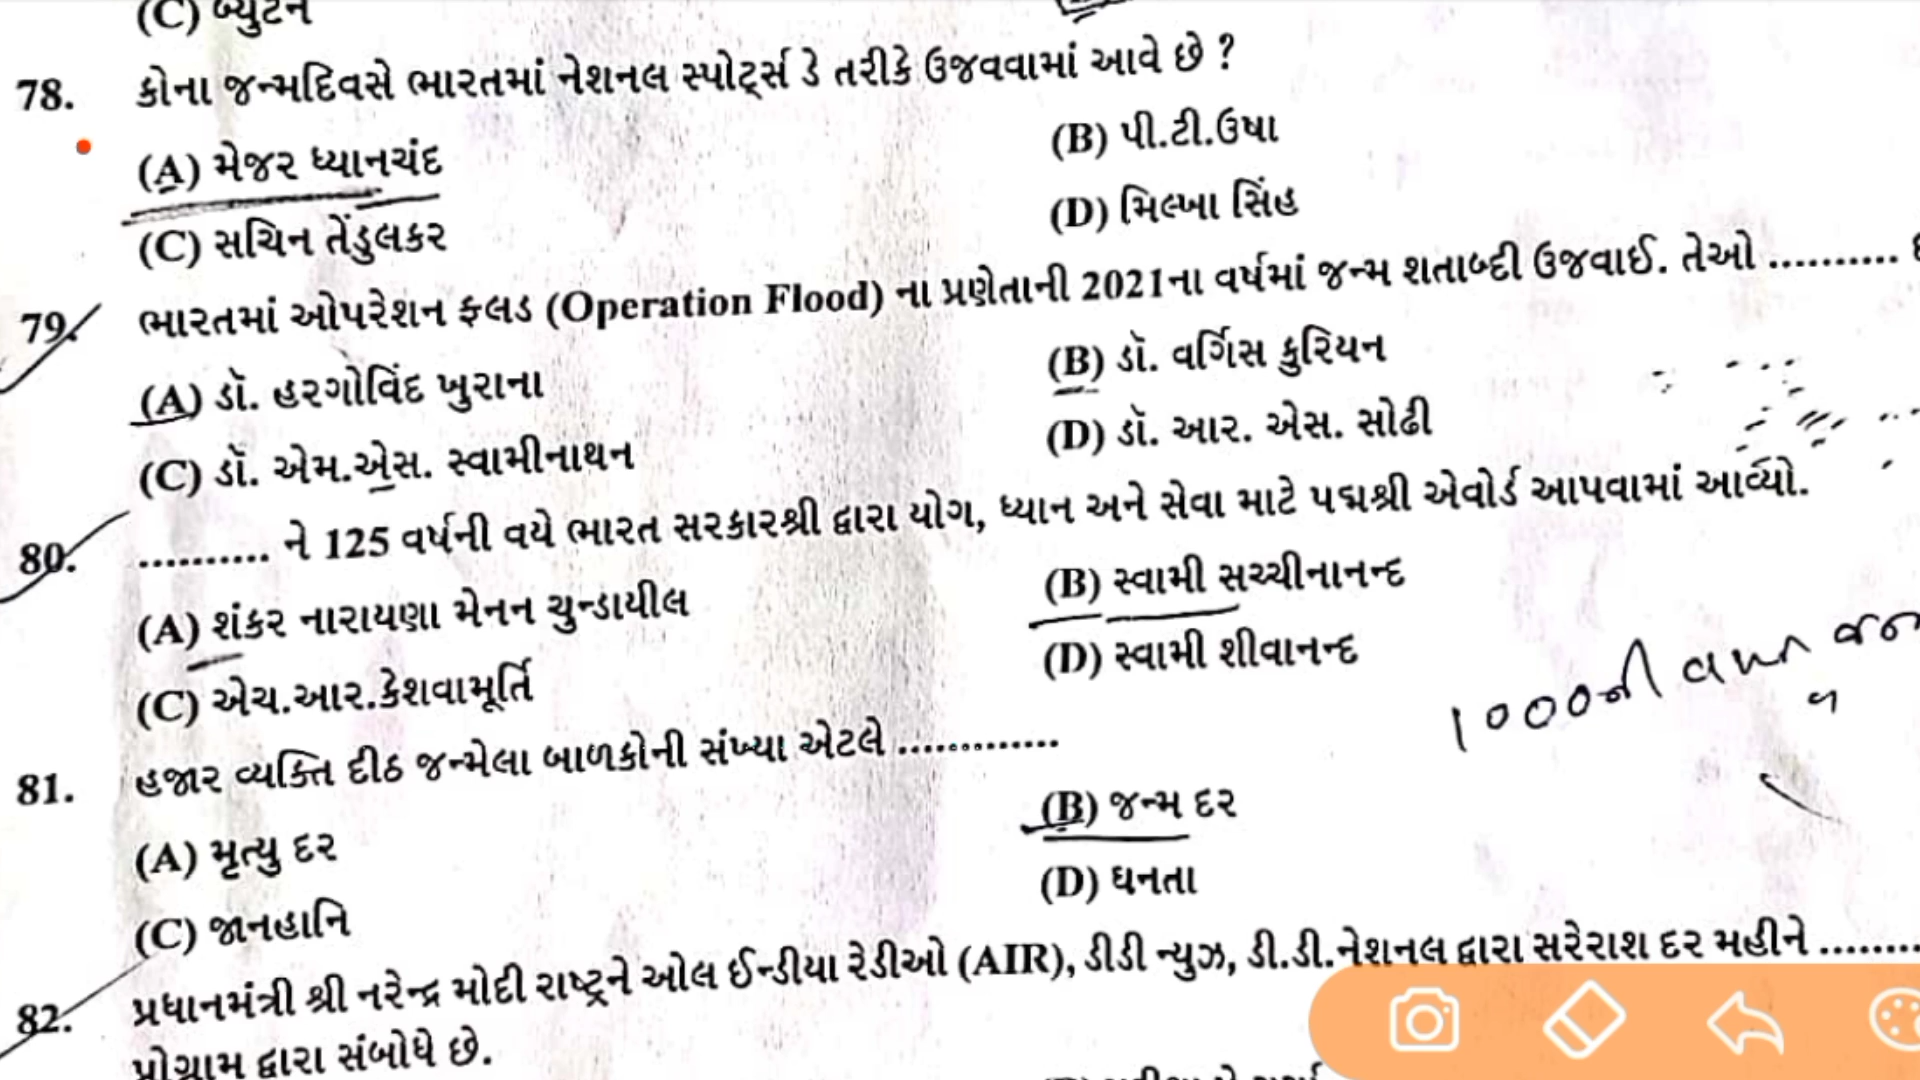 (C) બ્યુટન
78. કોના જન્મદિવસે ભારતમાં નેશનલ સ્પોર્ટ્સ ડે તરીકે ઉજવવામાં આવે છે ?
(A) મેજર ધ્યાનચંદ (B) પી.ટી.ઉષા
(C) સચિન તેંડુલકર (D) મિલ્ખા સિંહ
79. ભારતમાં ઓપરેશન ફ્લડ (Operation Flood) ના પ્રણેતાની 2021ના વર્ષમાં જન્મ શતાબ્દી ઉજવાઈ. તેઓ ..........
(A) ડૉ. હરગોવિંદ ખુરાના (B) ડૉ. વર્ગિસ કુરિયન
(C) ડૉ. એમ.એસ. સ્વામીનાથન (D) ડૉ. આર. એસ. સોઢી
80. .......... ને 125 વર્ષની વયે ભારત સરકારશ્રી દ્વારા યોગ, ધ્યાન અને સેવા માટે પદ્મશ્રી એવોર્ડ આપવામાં આવ્યો.
(A) શંકર નારાયણા મેનન ચુન્ડાયીલ (B) સ્વામી સચ્ચીનાનન્દ
(C) એચ.આર.કેશવામૂર્તિ (D) સ્વામી શીવાનન્દ
1000ની
81. હજાર વ્યક્તિ દીઠ જન્મેલા બાળકોની સંખ્યા એટલે .............
(A) મૃત્યુ દર (B) જન્મ દર
(C) જાનહાનિ (D) ઘનતા
82. પ્રધાનમંત્રી શ્રી નરેન્દ્ર મોદી રાષ્ટ્રને ઓલ ઈન્ડીયા રેડીઓ (AIR), ડીડી ન્યુઝ, ડી.ડી.નેશનલ દ્વારા સરેરાશ દર મહીને ........
પ્રોગ્રામ દ્વારા સંબોધે છે.